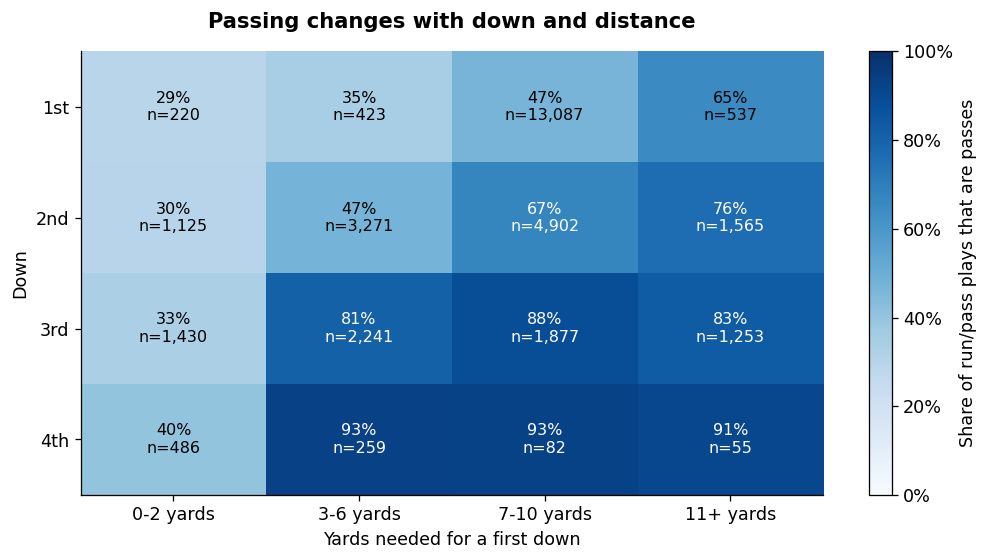 Passing changes with down and distance
1st
29%
n=220
35%
n=423
47%
n=13,087
65%
n=537
2nd
30%
n=1,125
47%
n=3,271
67%
n=4,902
76%
n=1,565
3rd
33%
n=1,430
81%
n=2,241
88%
n=1,877
83%
n=1,253
4th
40%
n=486
93%
n=259
93%
n=82
91%
n=55
Down
0-2 yards
3-6 yards
7-10 yards
11+ yards
Yards needed for a first down
100%
80%
60%
40%
20%
0%
Share of run/pass plays that are passes